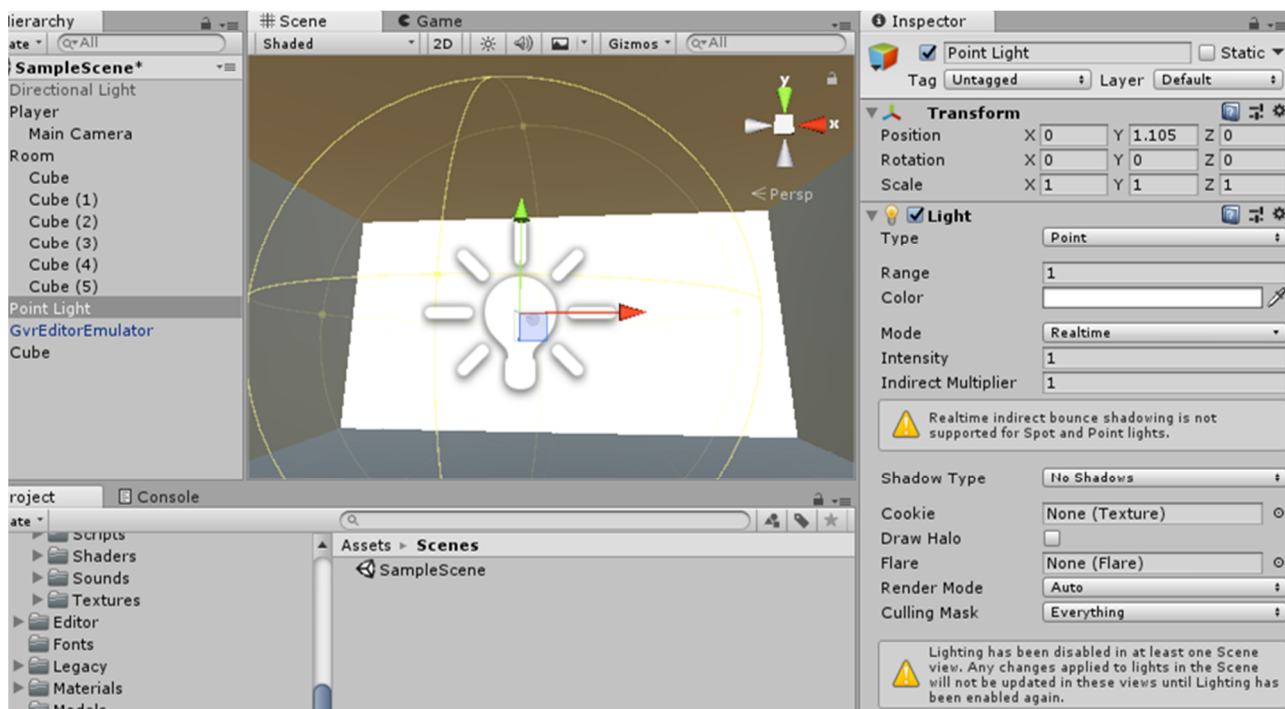 Hierarchy
ate
All
SampleScene*
Directional Light
Player
Main Camera
Room
Cube
Cube (1)
Cube (2)
Cube (3)
Cube (4)
Cube (5)
Point Light
GvrEditorEmulator
Cube
Scene Game
Shaded 2D Gizmos All
y
x
Persp
Inspector
Point Light Static
Tag Untagged Layer Default
Transform
Position X 0 Y 1.105 Z 0
Rotation X 0 Y 0 Z 0
Scale X 1 Y 1 Z 1
Light
Type Point
Range 1
Color
Mode Realtime
Intensity 1
Indirect Multiplier 1
Realtime indirect bounce shadowing is not
supported for Spot and Point lights.
Shadow Type No Shadows
Cookie None (Texture)
Draw Halo
Flare None (Flare)
Render Mode Auto
Culling Mask Everything
Lighting has been disabled in at least one Scene
view. Any changes applied to lights in the Scene
will not be updated in these views until Lighting has
been enabled again.
roject Console
ate
Scripts
Shaders
Sounds
Textures
Editor
Fonts
Legacy
Materials
Models
Assets Scenes
SampleScene